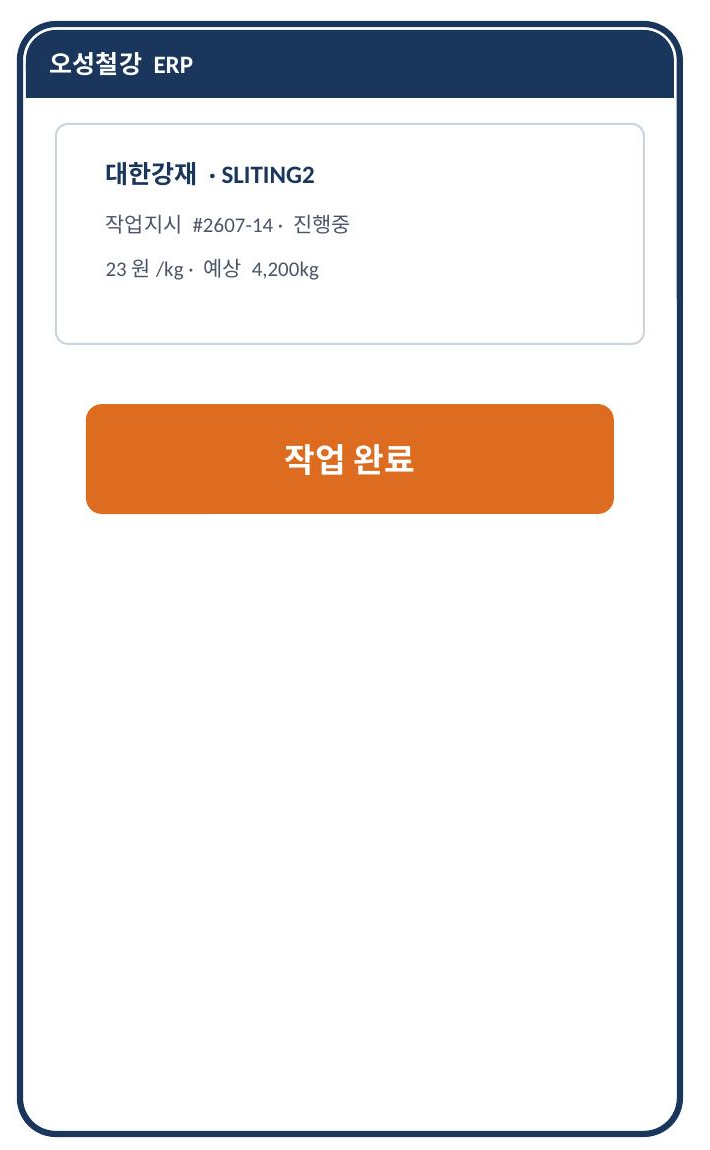 오성철강 ERP
대한강재 · SLITING2
작업지시 #2607-14 · 진행중
23 원 /kg · 예상 4,200kg
작업 완료